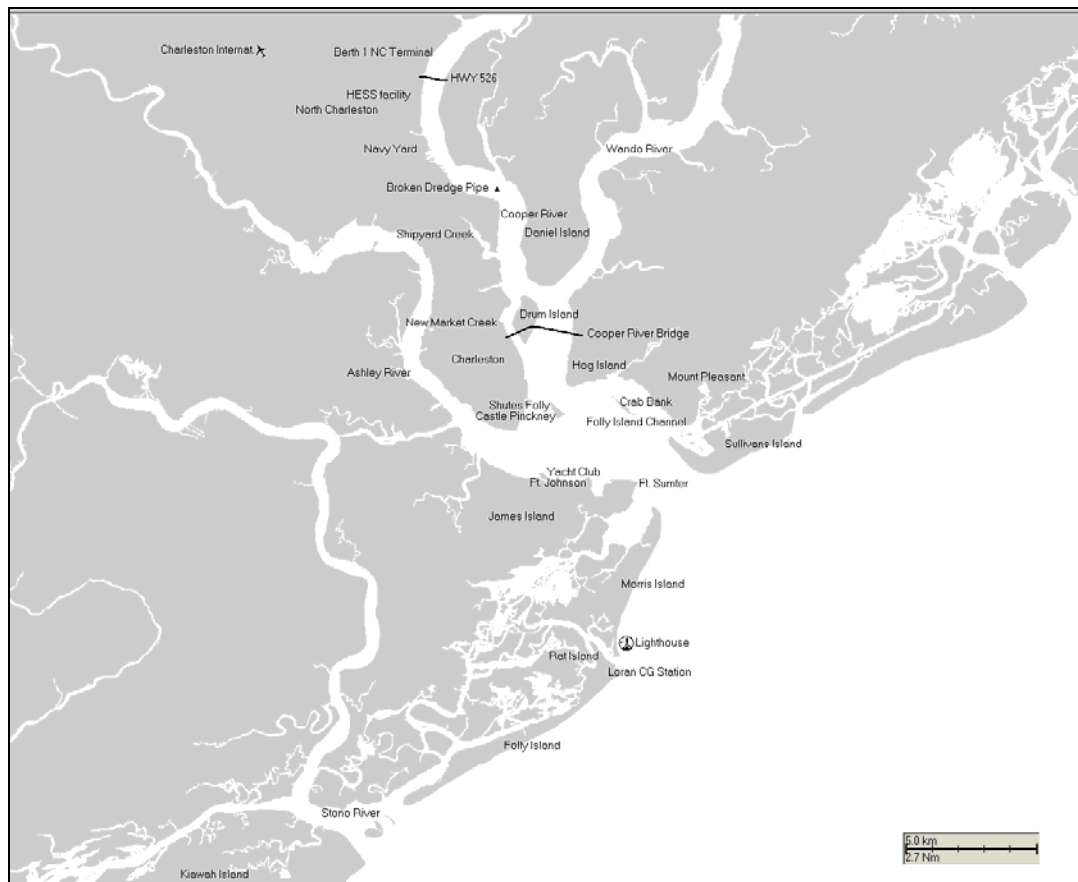 Charleston Internat.
Berth 1 NC Terminal
HWY 526
HESS facility
North Charleston
Navy Yard
Wando River
Broken Dredge Pipe
Cooper River
Shipyard Creek
Daniel Island
Drum Island
New Market Creek
Cooper River Bridge
Charleston
Hog Island
Ashley River
Mount Pleasant
Shutes Folly
Crab Bank
Castle Pinckney
Folly Island Channel
Sullivans Island
Yacht Club
Ft. Johnson
Ft. Sumter
James Island
Morris Island
Lighthouse
Rat Island
Loran CG Station
Folly Island
Stono River
5.0 km
2.7 Nm
Kiawah Island